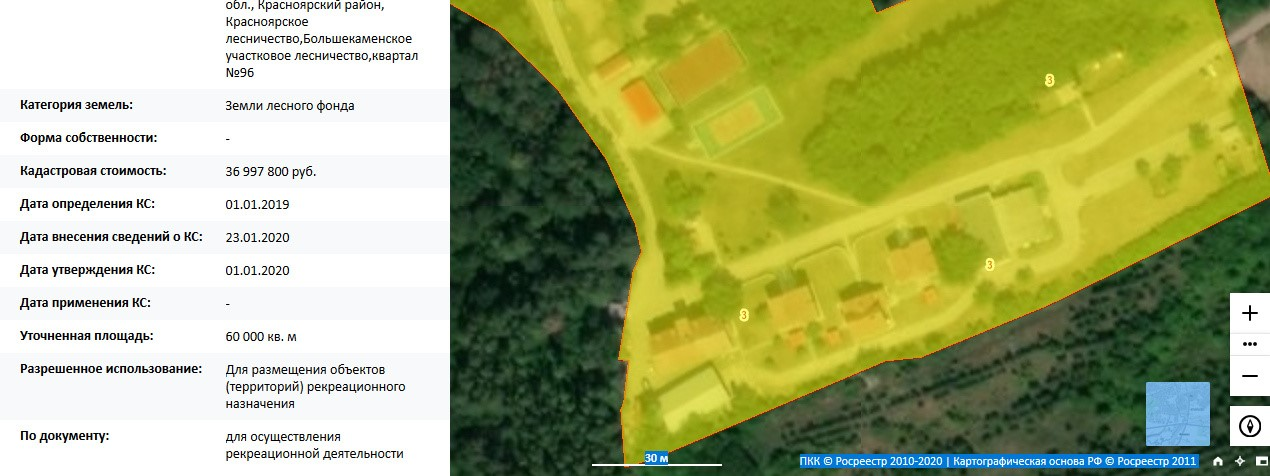 обл., Красноярский район,
Красноярское
лесничество,Большекаменское
участковое лесничество,квартал
№96
Категория земель: Земли лесного фонда
Форма собственности: -
Кадастровая стоимость: 36 997 800 руб.
Дата определения КС: 01.01.2019
Дата внесения сведений о КС: 23.01.2020
Дата утверждения КС: 01.01.2020
Дата применения КС: -
Уточненная площадь: 60 000 кв. м
Разрешенное использование: Для размещения объектов
(территорий) рекреационного
назначения
По документу: для осуществления
рекреационной деятельности
3
3
3
30 м
ПКК © Росреестр 2010-2020 | Картографическая основа РФ © Росреестр 2011